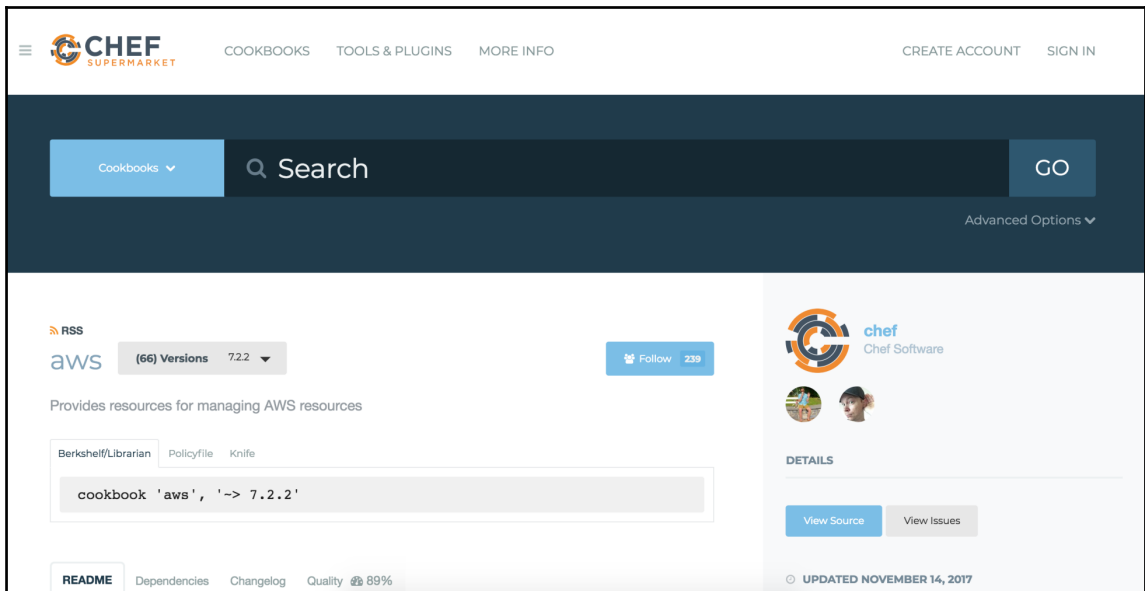 CHEF
SUPERMARKET
COOKBOOKS TOOLS & PLUGINS MORE INFO CREATE ACCOUNT SIGN IN
Cookbooks Search GO
Advanced Options
RSS
aws (66) Versions 7.2.2 Follow 239
Provides resources for managing AWS resources
Berkshelf/Librarian Policyfile Knife
cookbook 'aws', '~> 7.2.2'
README Dependencies Changelog Quality 89%
chef
Chef Software
DETAILS
View Source View Issues
UPDATED NOVEMBER 14, 2017